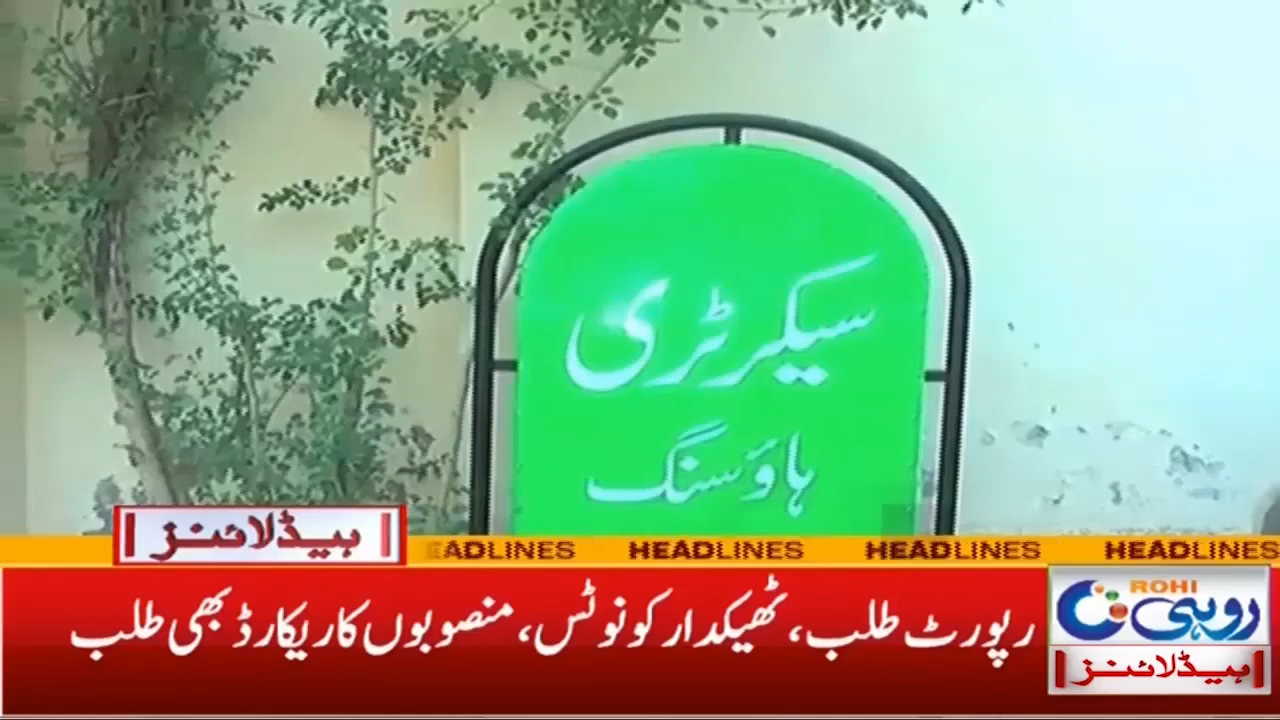 سیکرٹری
ہاؤسنگ
ہیڈلائنز
EADLINES HEADLINES HEADLINES HEADLINES
رپورٹ طلب، ٹھیکدار کو نوٹس، منصوبوں کا ریکارڈ بھی طلب
ROHI
روہی
ہیڈلائنز